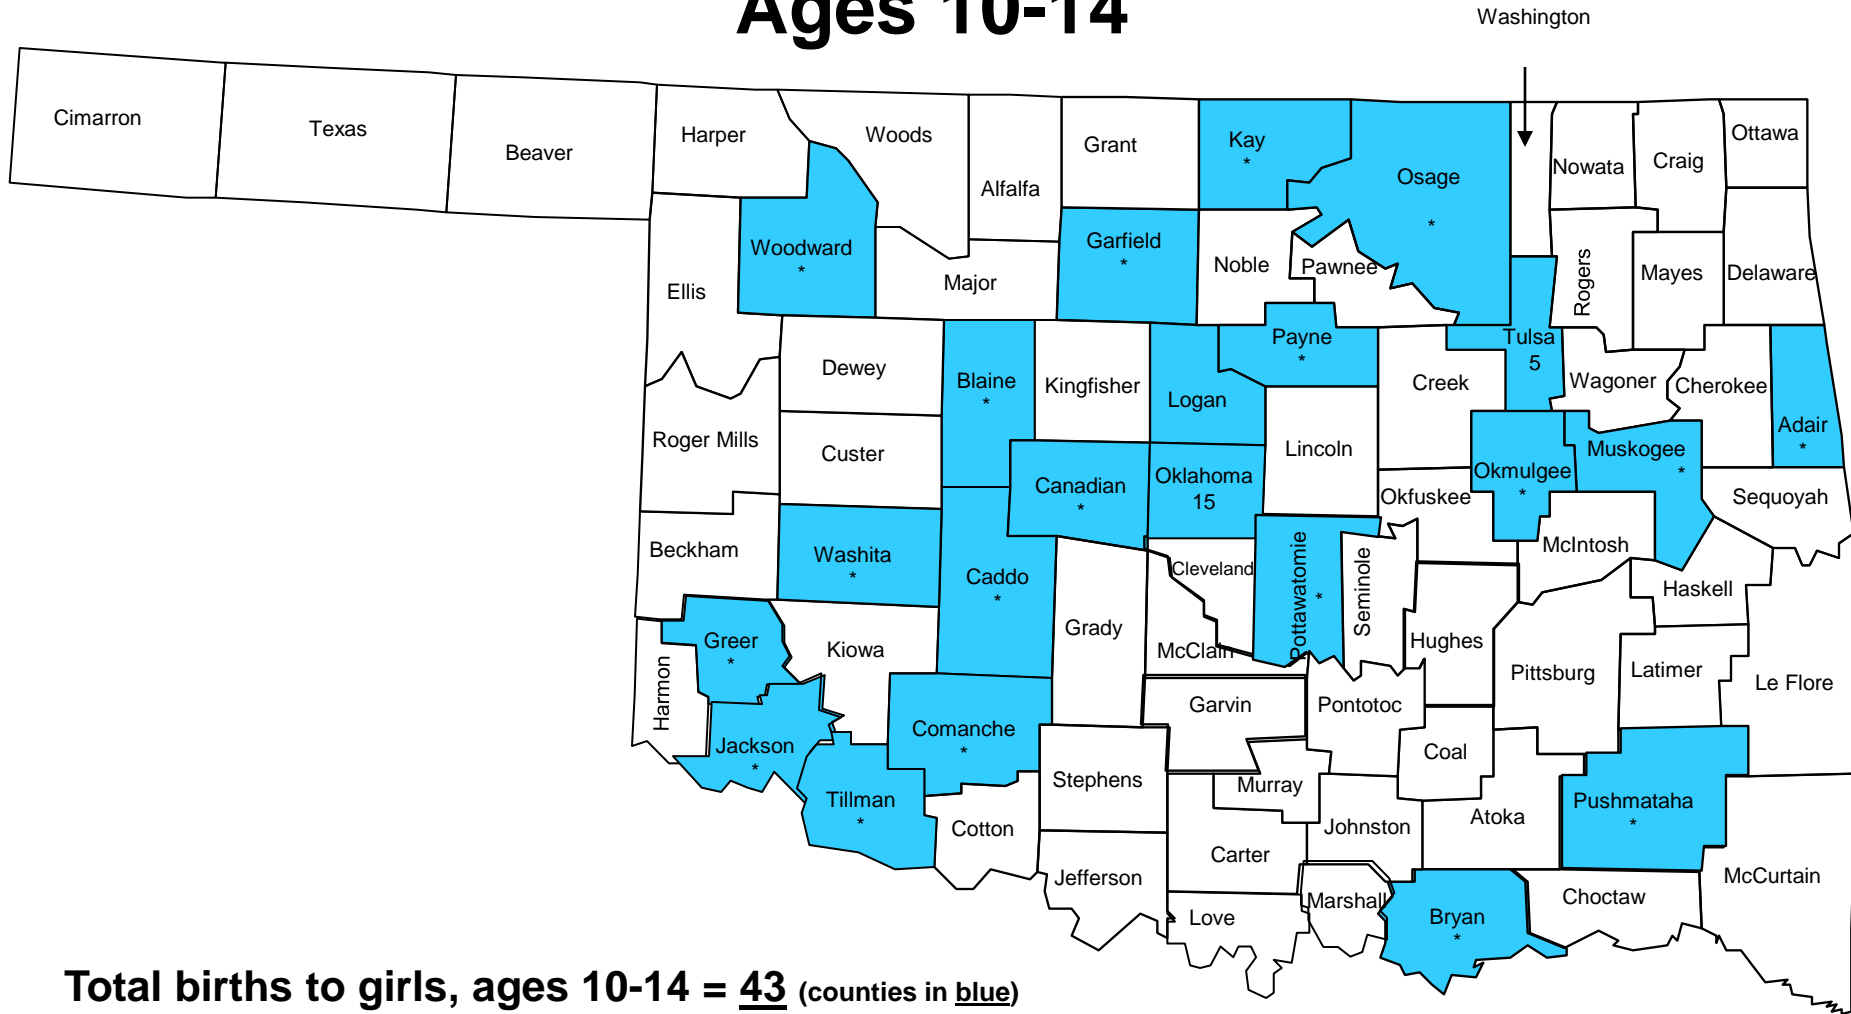 Ages 10-14
Washington
Cimarron
Texas
Beaver
Harper
Woods
Alfalfa
Grant
Kay
*
Osage
*
Nowata
Craig
Ottawa
Woodward
*
Ellis
Major
Garfield
*
Noble
Pawnee
Rogers
Mayes
Delaware
Dewey
Blaine
*
Kingfisher
Logan
Payne
*
Creek
Tulsa
5
Wagoner
Cherokee
Adair
*
Roger Mills
Custer
Canadian
*
Oklahoma
15
Lincoln
Okfuskee
Okmulgee
*
Muskogee
*
Sequoyah
Beckham
Washita
*
Caddo
*
Grady
Cleveland
McClain
Pottawatomie
*
Seminole
Hughes
McIntosh
Haskell
Harmon
Greer
*
Kiowa
Jackson
*
Tillman
*
Comanche
*
Cotton
Stephens
Jefferson
Garvin
Murray
Carter
Love
Pontotoc
Johnston
Marshall
Coal
Atoka
Bryan
*
Pittsburg
Latimer
Le Flore
Pushmataha
*
Choctaw
McCurtain
Total births to girls, ages 10-14 = 43 (counties in blue)